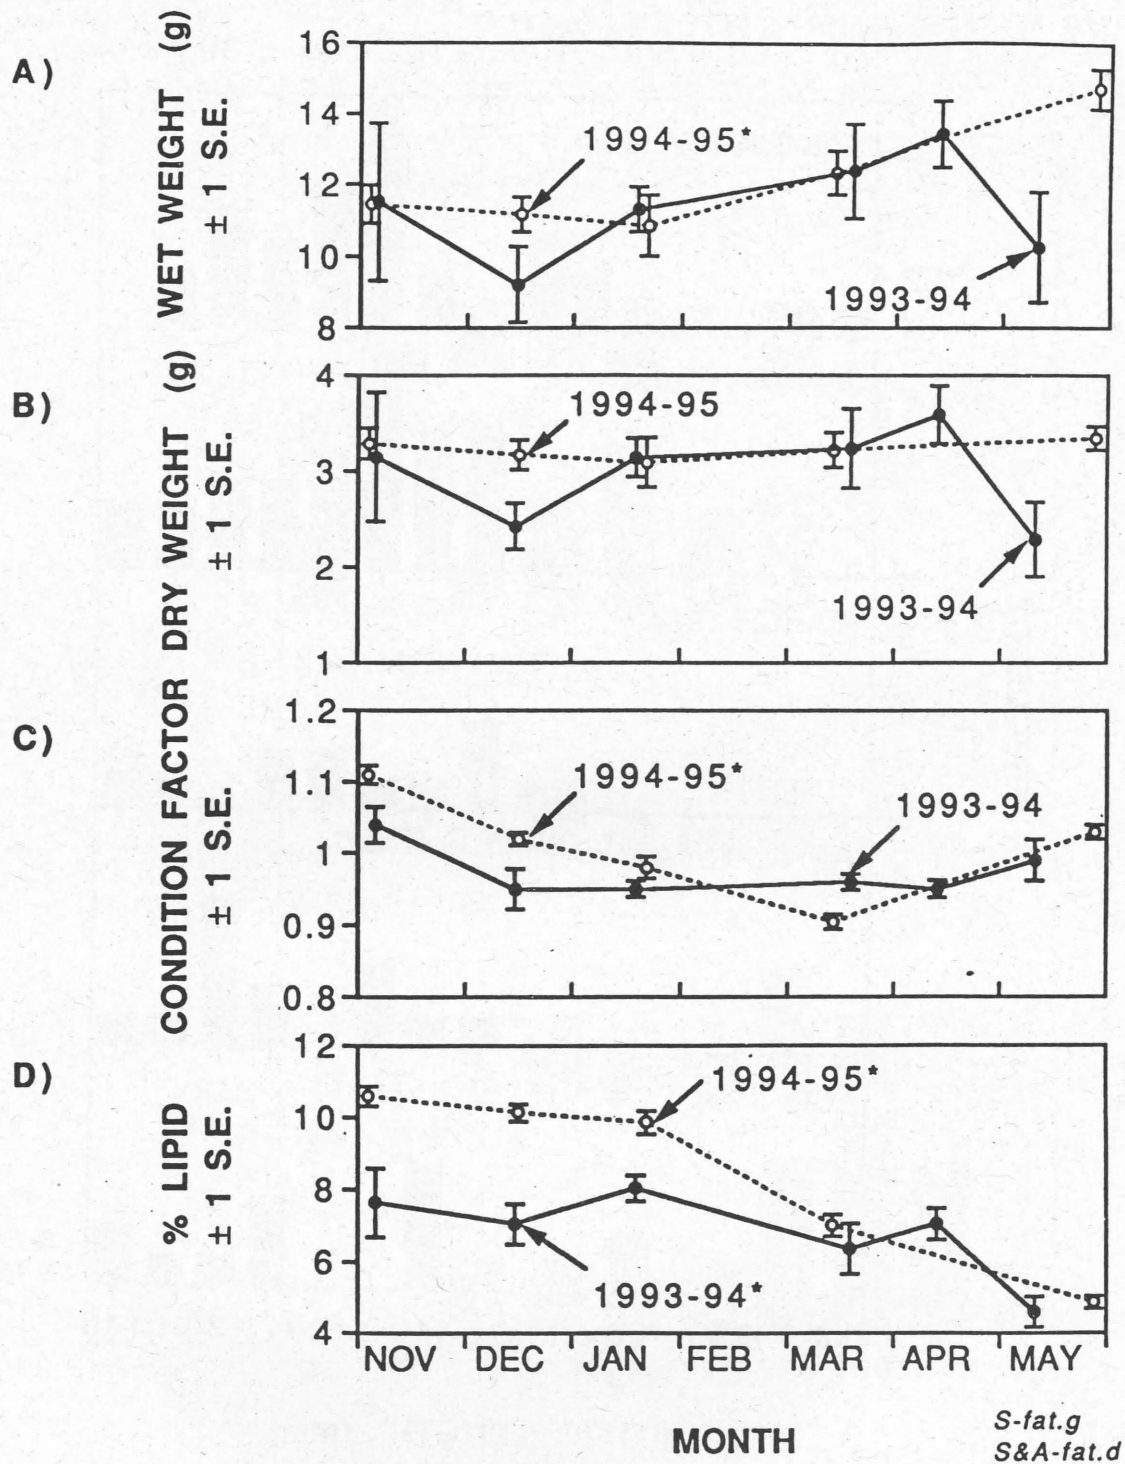 A)
WET WEIGHT (g)
± 1 S.E.
16
14
12
10
8
1994-95*
1993-94
B)
DRY WEIGHT (g)
± 1 S.E.
4
3
2
1
1994-95
1993-94
C)
CONDITION FACTOR
± 1 S.E.
1.2
1.1
1
0.9
0.8
1994-95*
1993-94
D)
% LIPID
± 1 S.E.
12
10
8
6
4
1994-95*
1993-94*
NOV DEC JAN FEB MAR APR MAY
MONTH
S-fat.g
S&A-fat.d